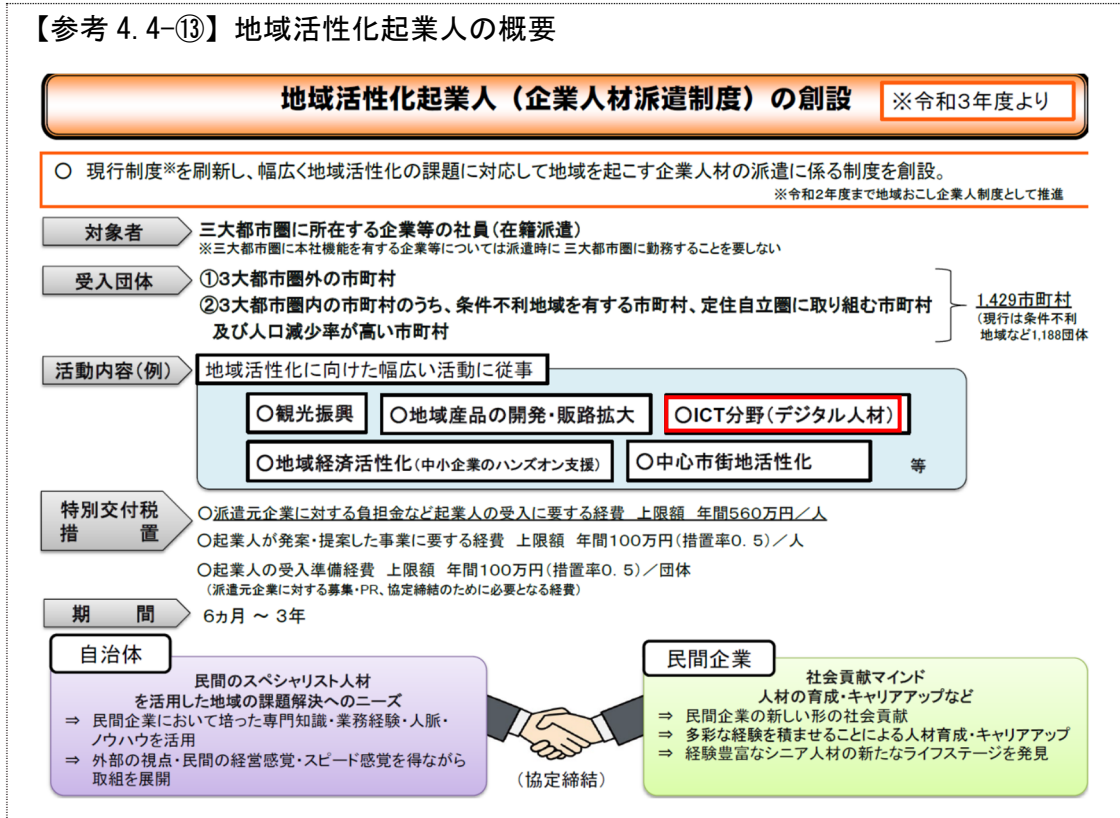 【参考 4.4-⑬】地域活性化起業人の概要
地域活性化起業人（企業人材派遣制度）の創設
※令和３年度より
○ 現行制度※を刷新し、幅広く地域活性化の課題に対応して地域を起こす企業人材の派遣に係る制度を創設。
※令和２年度まで地域おこし企業人制度として推進
対象者
三大都市圏に所在する企業等の社員（在籍派遣）
※三大都市圏に本社機能を有する企業等については派遣時に 三大都市圏に勤務することを要しない
受入団体
①3大都市圏外の市町村
②3大都市圏内の市町村のうち、条件不利地域を有する市町村、定住自立圏に取り組む市町村
及び人口減少率が高い市町村
1,429市町村
（現行は条件不利
地域など1,188団体
活動内容（例）
地域活性化に向けた幅広い活動に従事
○観光振興
○地域産品の開発・販路拡大
○ICT分野（デジタル人材）
○地域経済活性化（中小企業のハンズオン支援）
○中心市街地活性化
等
特別交付税
措　　置
○派遣元企業に対する負担金など起業人の受入に要する経費　上限額　年間560万円／人
○起業人が発案・提案した事業に要する経費　上限額　年間100万円（措置率０．５）／人
○起業人の受入準備経費　上限額　年間100万円（措置率０．５）／団体
（派遣元企業に対する募集・PR、協定締結のために必要となる経費）
期　　間
6ヵ月 ～ 3年
自治体
民間のスペシャリスト人材
を活用した地域の課題解決へのニーズ
⇒ 民間企業において培った専門知識・業務経験・人脈・
ノウハウを活用
⇒ 外部の視点・民間の経営感覚・スピード感覚を得ながら
取組を展開
（協定締結）
民間企業
社会貢献マインド
人材の育成・キャリアアップなど
⇒ 民間企業の新しい形の社会貢献
⇒ 多彩な経験を積ませることによる人材育成・キャリアアップ
⇒ 経験豊富なシニア人材の新たなライフステージを発見